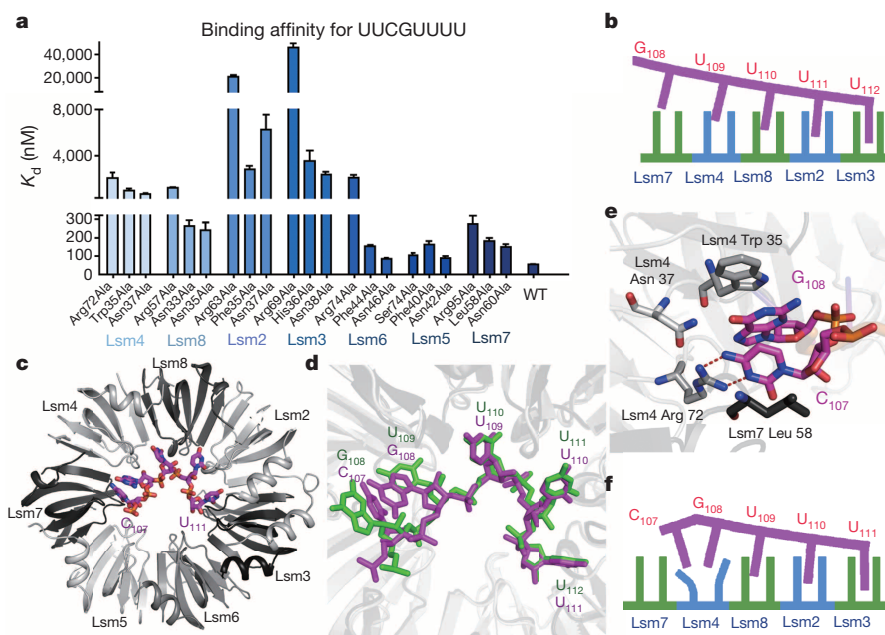 a
Binding affinity for UUCGUUUU
Kd (nM)
40,000
20,000
8,000
4,000
300
200
100
0
Arg72Ala
Trp35Ala
Asn37Ala
Arg57Ala
Asn33Ala
Asn35Ala
Arg63Ala
Phe35Ala
Asn37Ala
Arg69Ala
His36Ala
Asn38Ala
Arg74Ala
Phe44Ala
Asn46Ala
Ser74Ala
Phe40Ala
Asn42Ala
Arg95Ala
Leu58Ala
Asn60Ala
WT
Lsm4 Lsm8 Lsm2 Lsm3 Lsm6 Lsm5 Lsm7
b
G108
U109
U110
U111
U112
Lsm7 Lsm4 Lsm8 Lsm2 Lsm3
c
Lsm8
Lsm4
Lsm2
Lsm7
C107
U111
Lsm3
Lsm5
Lsm6
d
U110
U109
U109
G108
G108
C107
U111
U110
U112
U111
e
Lsm4 Trp 35
Lsm4
Asn 37
G108
Lsm4 Arg 72
C107
Lsm7 Leu 58
f
C107
G108
U109
U110
U111
Lsm7 Lsm4 Lsm8 Lsm2 Lsm3